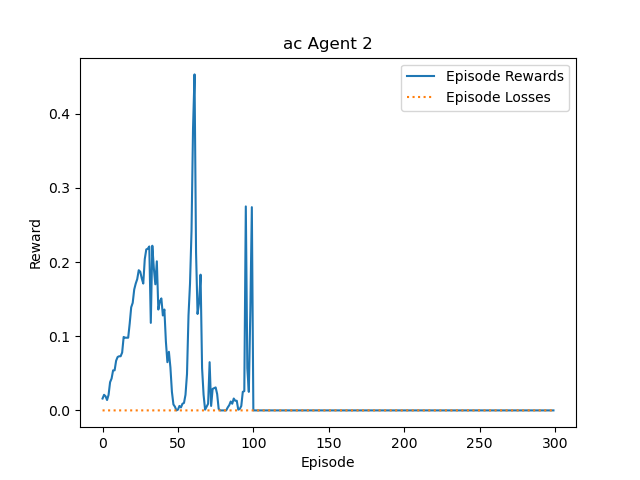 ac Agent 2
Episode Rewards
Episode Losses
Reward
0.4
0.3
0.2
0.1
0.0
0 50 100 150 200 250 300
Episode